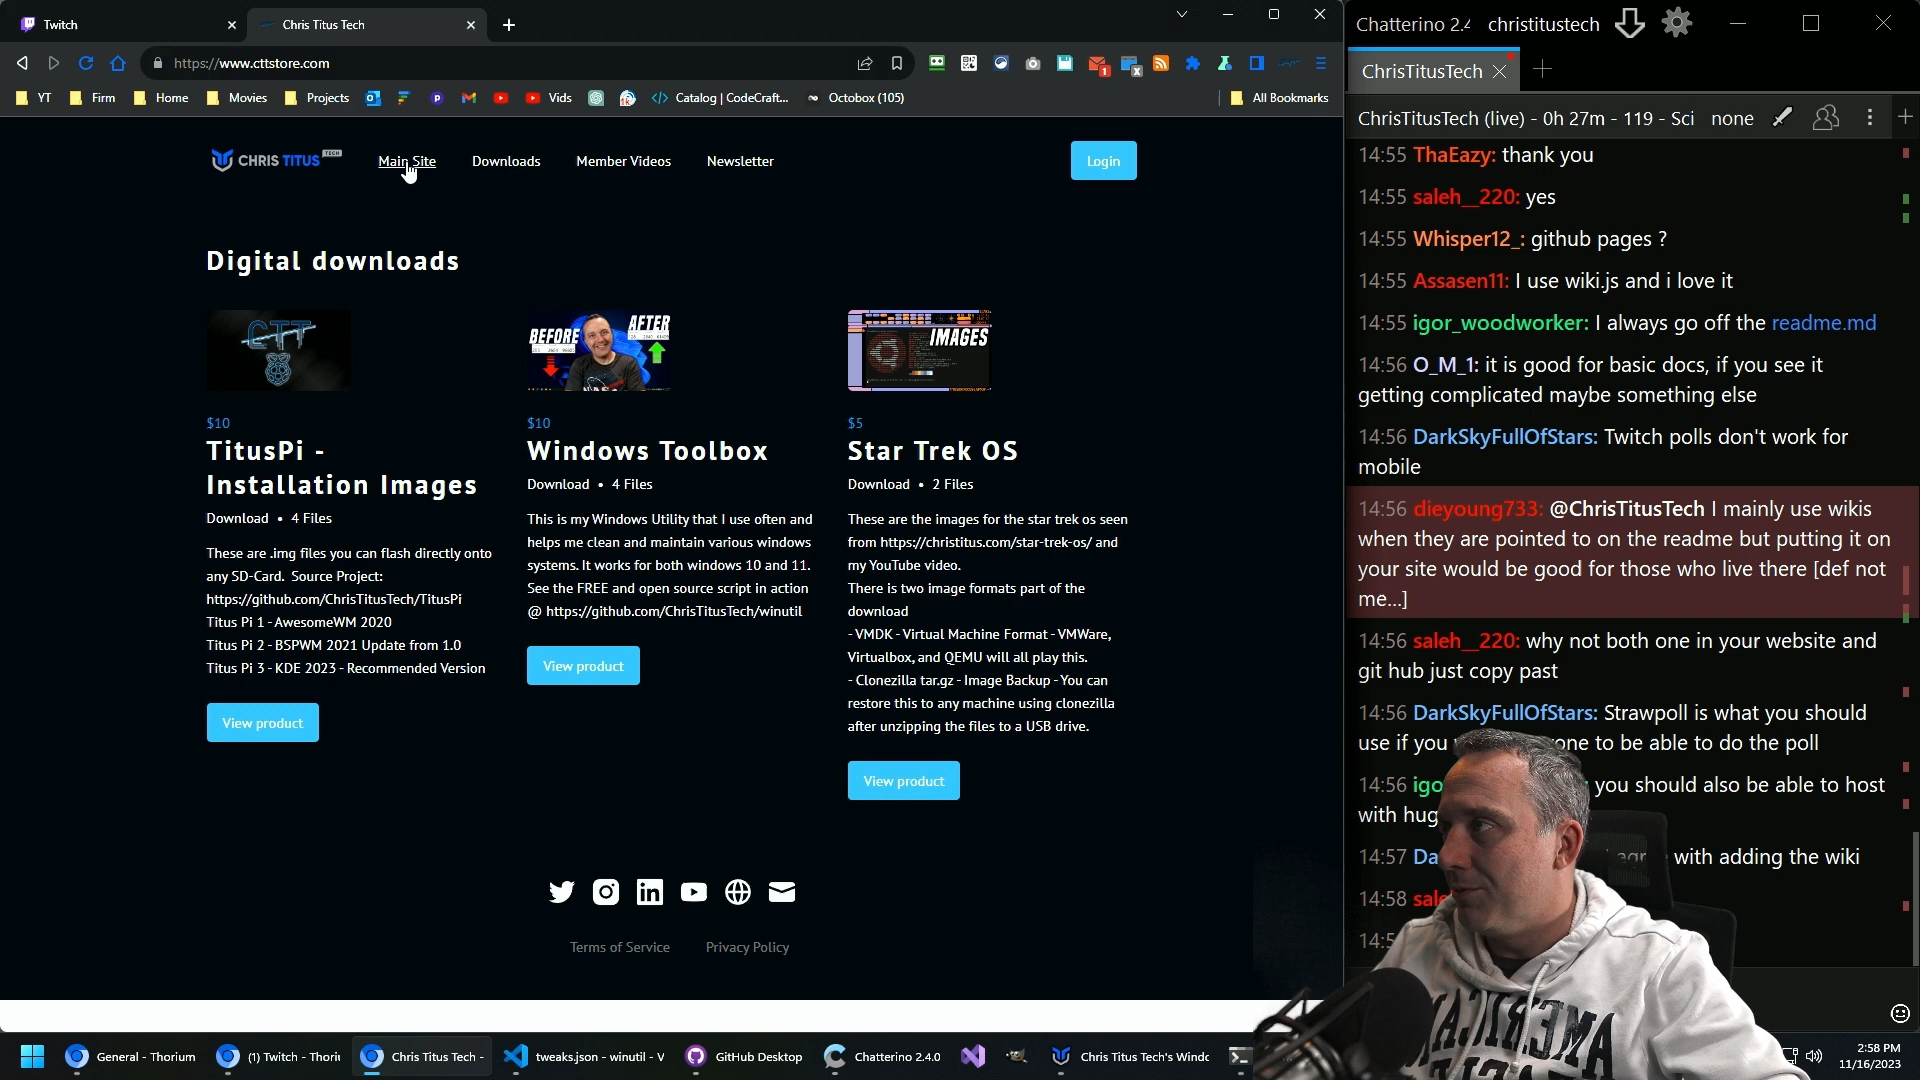 Twitch
Chris Titus Tech
https://www.cttstore.com
YT
Firm
Home
Movies
Projects
Vids
Catalog | CodeCraft...
Octobox (105)
All Bookmarks
CHRIS TITUS TECH
Main Site
Downloads
Member Videos
Newsletter
Login
Digital downloads
CTT
BEFORE
AFTER
IMAGES
$10
TitusPi -
Installation Images
Download • 4 Files
These are .img files you can flash directly onto
any SD-Card. Source Project:
https://github.com/ChrisTitusTech/TitusPi
Titus Pi 1 - AwesomeWM 2020
Titus Pi 2 - BSPWM 2021 Update from 1.0
Titus Pi 3 - KDE 2023 - Recommended Version
View product
$10
Windows Toolbox
Download • 4 Files
This is my Windows Utility that I use often and
helps me clean and maintain various windows
systems. It works for both windows 10 and 11.
See the FREE and open source script in action
@ https://github.com/ChrisTitusTech/winutil
View product
$5
Star Trek OS
Download • 2 Files
These are the images for the star trek os seen
from https://christitus.com/star-trek-os/ and
my YouTube video.
There is two image formats part of the
download
- VMDK - Virtual Machine Format - VMWare,
Virtualbox, and QEMU will all play this.
- Clonezilla tar.gz - Image Backup - You can
restore this to any machine using clonezilla
after unzipping the files to a USB drive.
View product
Terms of Service
Privacy Policy
Chatterino 2.4
christitustech
ChrisTitusTech
ChrisTitusTech (live) - 0h 27m - 119 - Sci
none
14:55 ThaEazy: thank you
14:55 saleh__220: yes
14:55 Whisper12_: github pages ?
14:55 Assasen11: I use wiki.js and i love it
14:55 igor_woodworker: I always go off the readme.md
14:56 O_M_1: it is good for basic docs, if you see it
getting complicated maybe something else
14:56 DarkSkyFullOfStars: Twitch polls don't work for
mobile
14:56 dieyoung733: @ChrisTitusTech I mainly use wikis
when they are pointed to on the readme but putting it on
your site would be good for those who live there [def not
me...]
14:56 saleh__220: why not both one in your website and
git hub just copy past
14:56 DarkSkyFullOfStars: Strawpoll is what you should
use if you one to be able to do the poll
14:56 igo you should also be able to host
with hug
14:57 Da agr with adding the wiki
14:58 sale
14:5
General - Thorium
(1) Twitch - Thori
Chris Titus Tech -
tweaks.json - winutil - V
GitHub Desktop
Chatterino 2.4.0
Chris Titus Tech's Windo
2:58 PM
11/16/2023
AMERICA